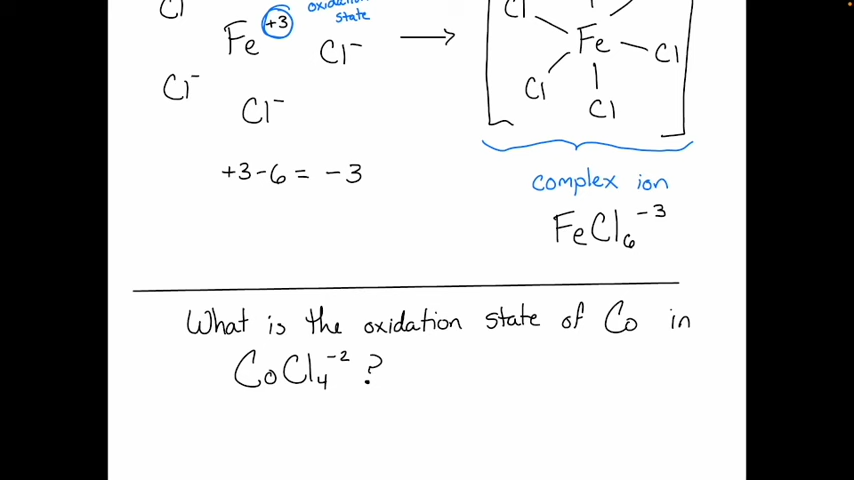 oxidation
state
Cl
Fe +3
Cl⁻
Cl⁻
Cl⁻
Cl
Fe
Cl
Cl
Cl
+3-6 = -3
complex ion
FeCl₆⁻³
What is the oxidation state of Co in
CoCl₄⁻² ?